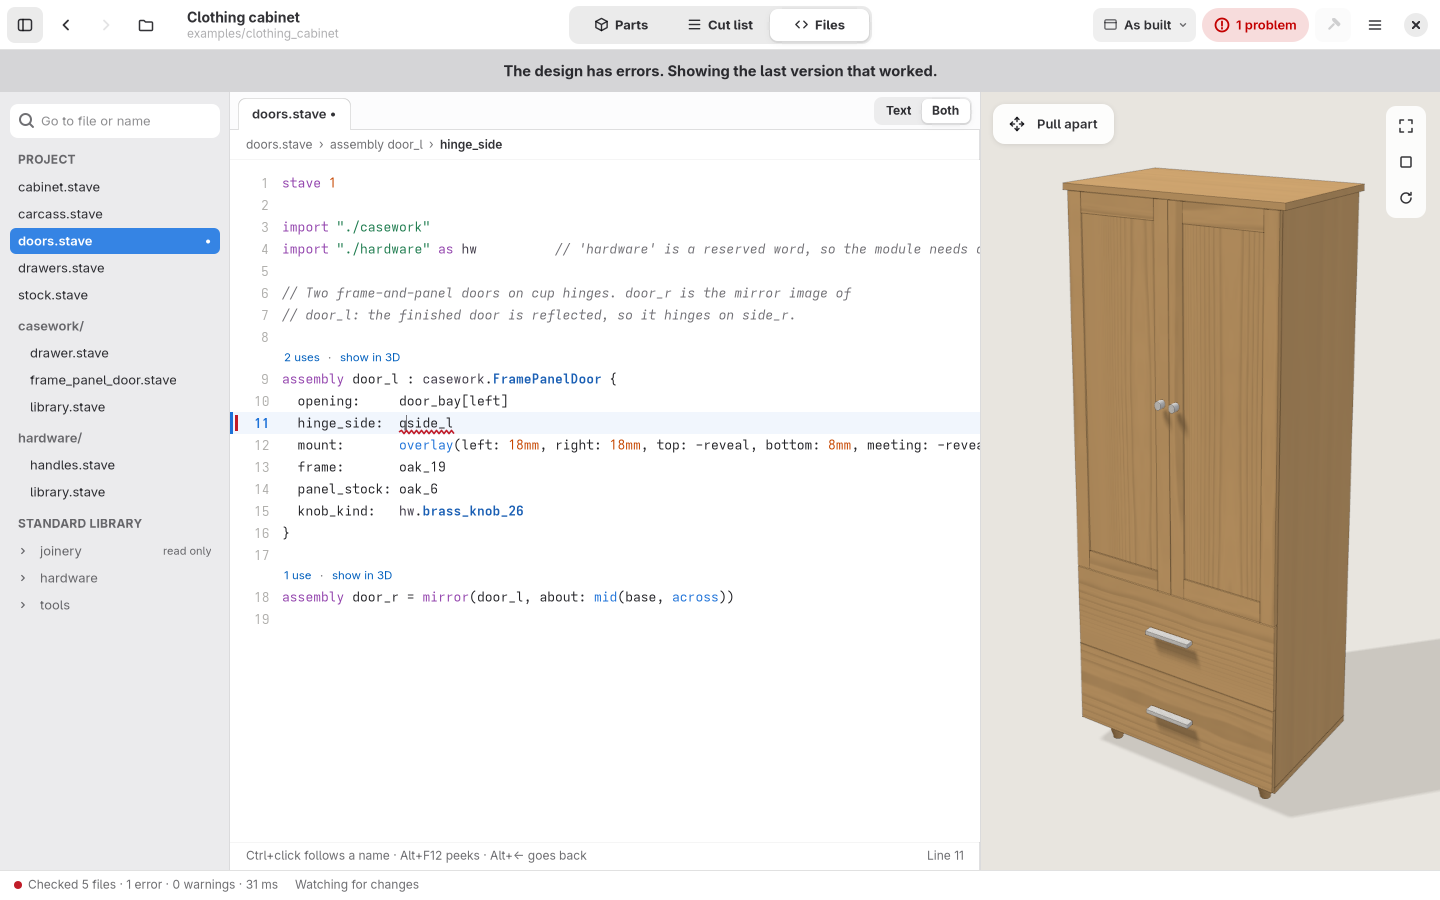 Clothing cabinet
examples/clothing_cabinet
Parts
Cut list
Files
As built
1 problem
The design has errors. Showing the last version that worked.
Go to file or name
PROJECT
cabinet.stave
carcass.stave
doors.stave •
drawers.stave
stock.stave
casework/
drawer.stave
frame_panel_door.stave
library.stave
hardware/
handles.stave
library.stave
STANDARD LIBRARY
joinery read only
hardware
tools
doors.stave •
Text
Both
doors.stave › assembly door_l › hinge_side
1 stave 1
2
3 import "./casework"
4 import "./hardware" as hw // 'hardware' is a reserved word, so the module needs
5
6 // Two frame-and-panel doors on cup hinges. door_r is the mirror image of
7 // door_l: the finished door is reflected, so it hinges on side_r.
8
2 uses · show in 3D
9 assembly door_l : casework.FramePanelDoor {
10 opening: door_bay[left]
11 hinge_side: qside_l
12 mount: overlay(left: 18mm, right: 18mm, top: -reveal, bottom: 8mm, meeting: -revea
13 frame: oak_19
14 panel_stock: oak_6
15 knob_kind: hw.brass_knob_26
16 }
17
1 use · show in 3D
18 assembly door_r = mirror(door_l, about: mid(base, across))
19
Ctrl+click follows a name · Alt+F12 peeks · Alt+← goes back
Line 11
Pull apart
Checked 5 files · 1 error · 0 warnings · 31 ms
Watching for changes